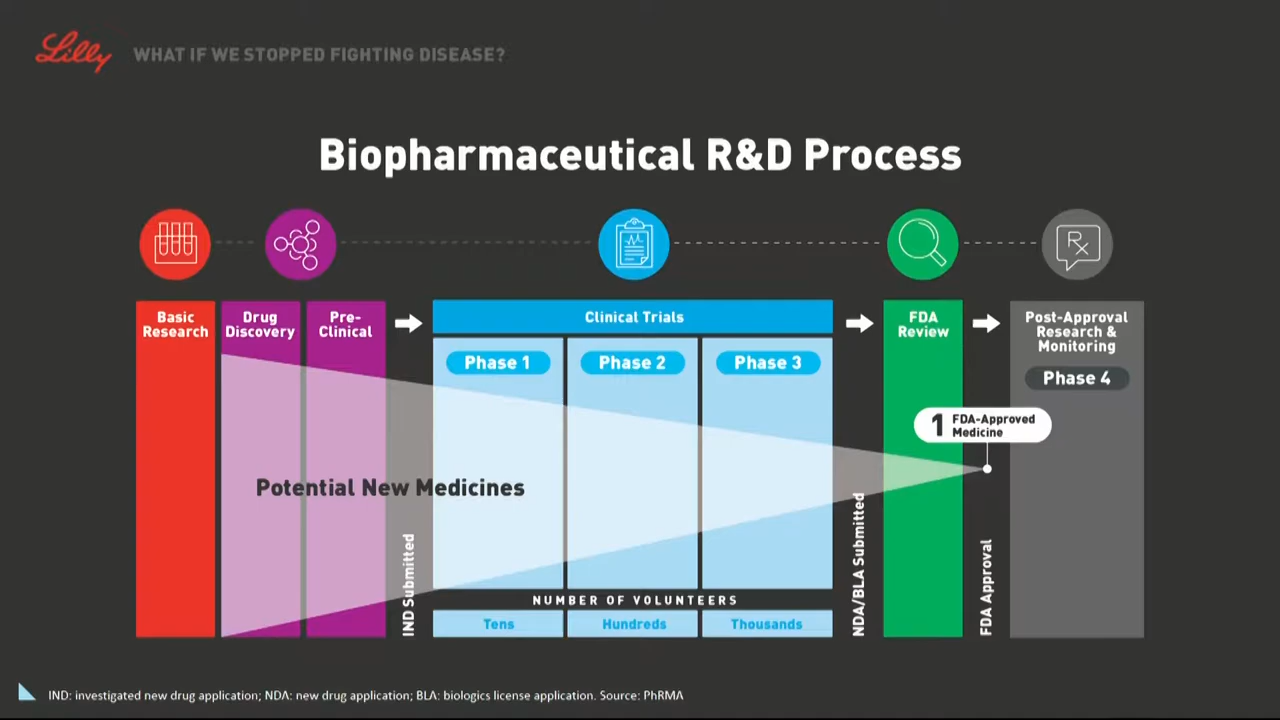 Lilly WHAT IF WE STOPPED FIGHTING DISEASE?
Biopharmaceutical R&D Process
Rx
Basic
Research
Drug
Discovery
Pre-
Clinical
Clinical Trials
FDA
Review
Post-Approval
Research &
Monitoring
Phase 1
Phase 2
Phase 3
Phase 4
1 FDA-Approved
Medicine
Potential New Medicines
IND Submitted
NDA/BLA Submitted
FDA Approval
NUMBER OF VOLUNTEERS
Tens
Hundreds
Thousands
IND: investigated new drug application; NDA: new drug application; BLA: biologics license application. Source: PhRMA